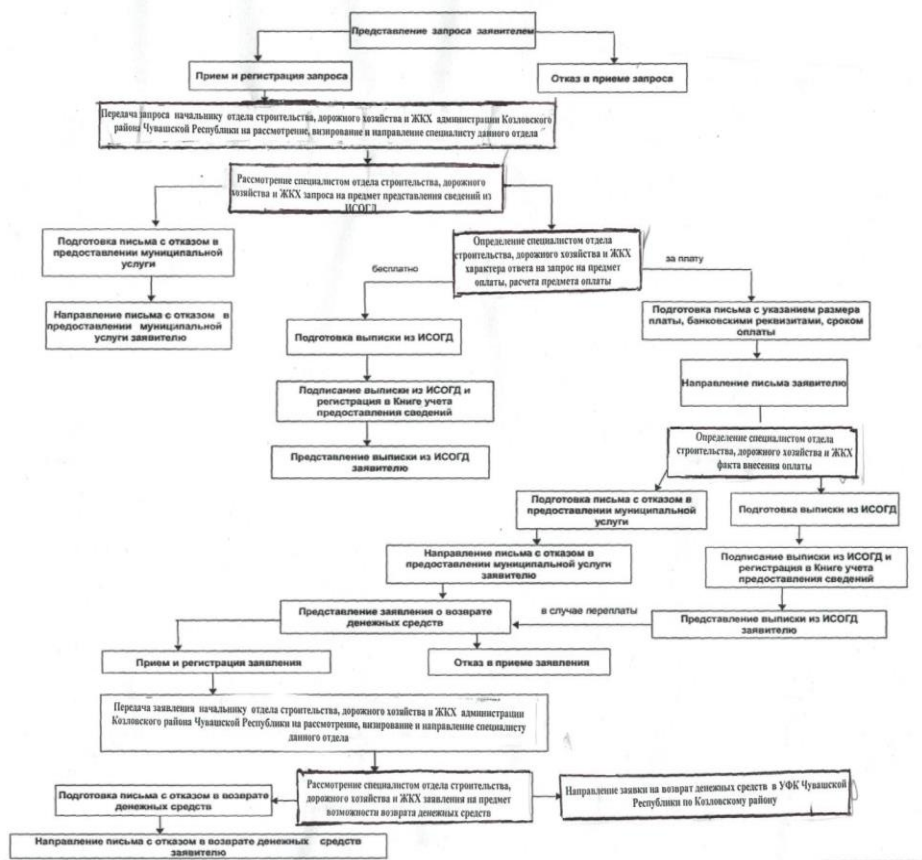 Представление запроса заявителем
Прием и регистрация запроса
Отказ в приеме запроса
Передача запроса начальнику отдела строительства, дорожного хозяйства и ЖКХ администрации Козловского
района Чувашской Республики на рассмотрение, визирование и направление специалисту данного отдела
Рассмотрение специалистом отдела строительства, дорожного
хозяйства и ЖКХ запроса на предмет представления сведений из
ИСОГД
Подготовка письма с отказом в
предоставлении муниципальной
услуги
Направление письма с отказом в
предоставлении муниципальной
услуги заявителю
Определение специалистом отдела
строительства, дорожного хозяйства и ЖКХ
характера ответа на запрос на предмет
оплаты, расчета предмета оплаты
бесплатно
за плату
Подготовка выписки из ИСОГД
Подписание выписки из ИСОГД и
регистрация в Книге учета
предоставления сведений
Представление выписки из ИСОГД
заявителю
Подготовка письма с указанием размера
платы, банковскими реквизитами, сроком
оплаты
Направление письма заявителю
Определение специалистом отдела
строительства, дорожного хозяйства и ЖКХ
факта внесения оплаты
Подготовка письма с отказом в
предоставлении муниципальной
услуги
Подготовка выписки из ИСОГД
Направление письма с отказом в
предоставлении муниципальной услуги
заявителю
Подписание выписки из ИСОГД и
регистрация в Книге учета
предоставления сведений
Представление заявления о возврате
денежных средств
в случае переплаты
Представление выписки из ИСОГД
заявителю
Прием и регистрация заявления
Отказ в приеме заявления
Передача заявления начальнику отдела строительства, дорожного хозяйства и ЖКХ администрации
Козловского района Чувашской Республики на рассмотрение, визирование и направление специалисту
данного отдела
Подготовка письма с отказом в возврате
денежных средств
Рассмотрение специалистом отдела строительства,
дорожного хозяйства и ЖКХ заявления на предмет
возможности возврата денежных средств
Направление заявки на возврат денежных средств в УФК Чувашской
Республики по Козловскому району
Направление письма с отказом в возврате денежных средств
заявителю